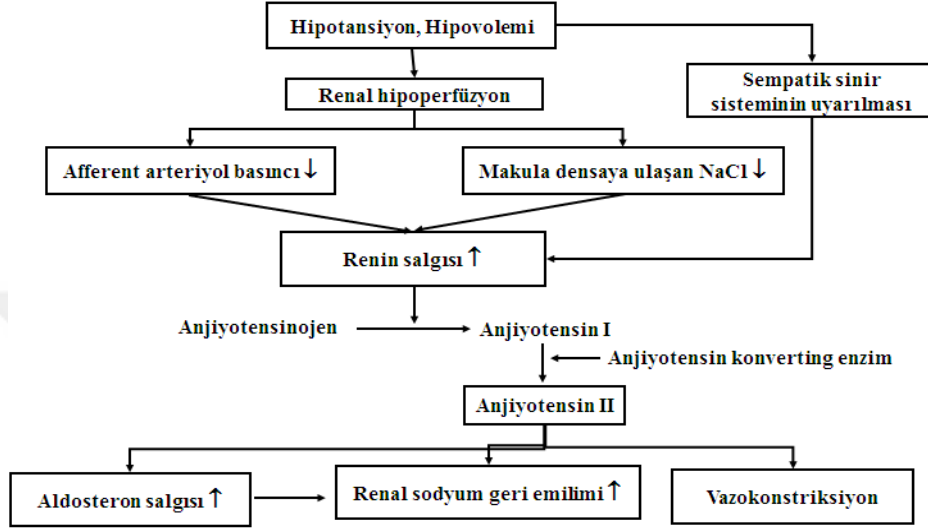 Hipotansiyon, Hipovolemi
Renal hipoperfüzyon
Sempatik sinir
sisteminin uyarılması
Afferent arteriyol basıncı ↓
Makula densaya ulaşan NaCl ↓
Renin salgısı ↑
Anjiyotensinojen
Anjiyotensin I
Anjiyotensin konverting enzim
Anjiyotensin II
Aldosteron salgısı ↑
Renal sodyum geri emilimi ↑
Vazokonstriksiyon